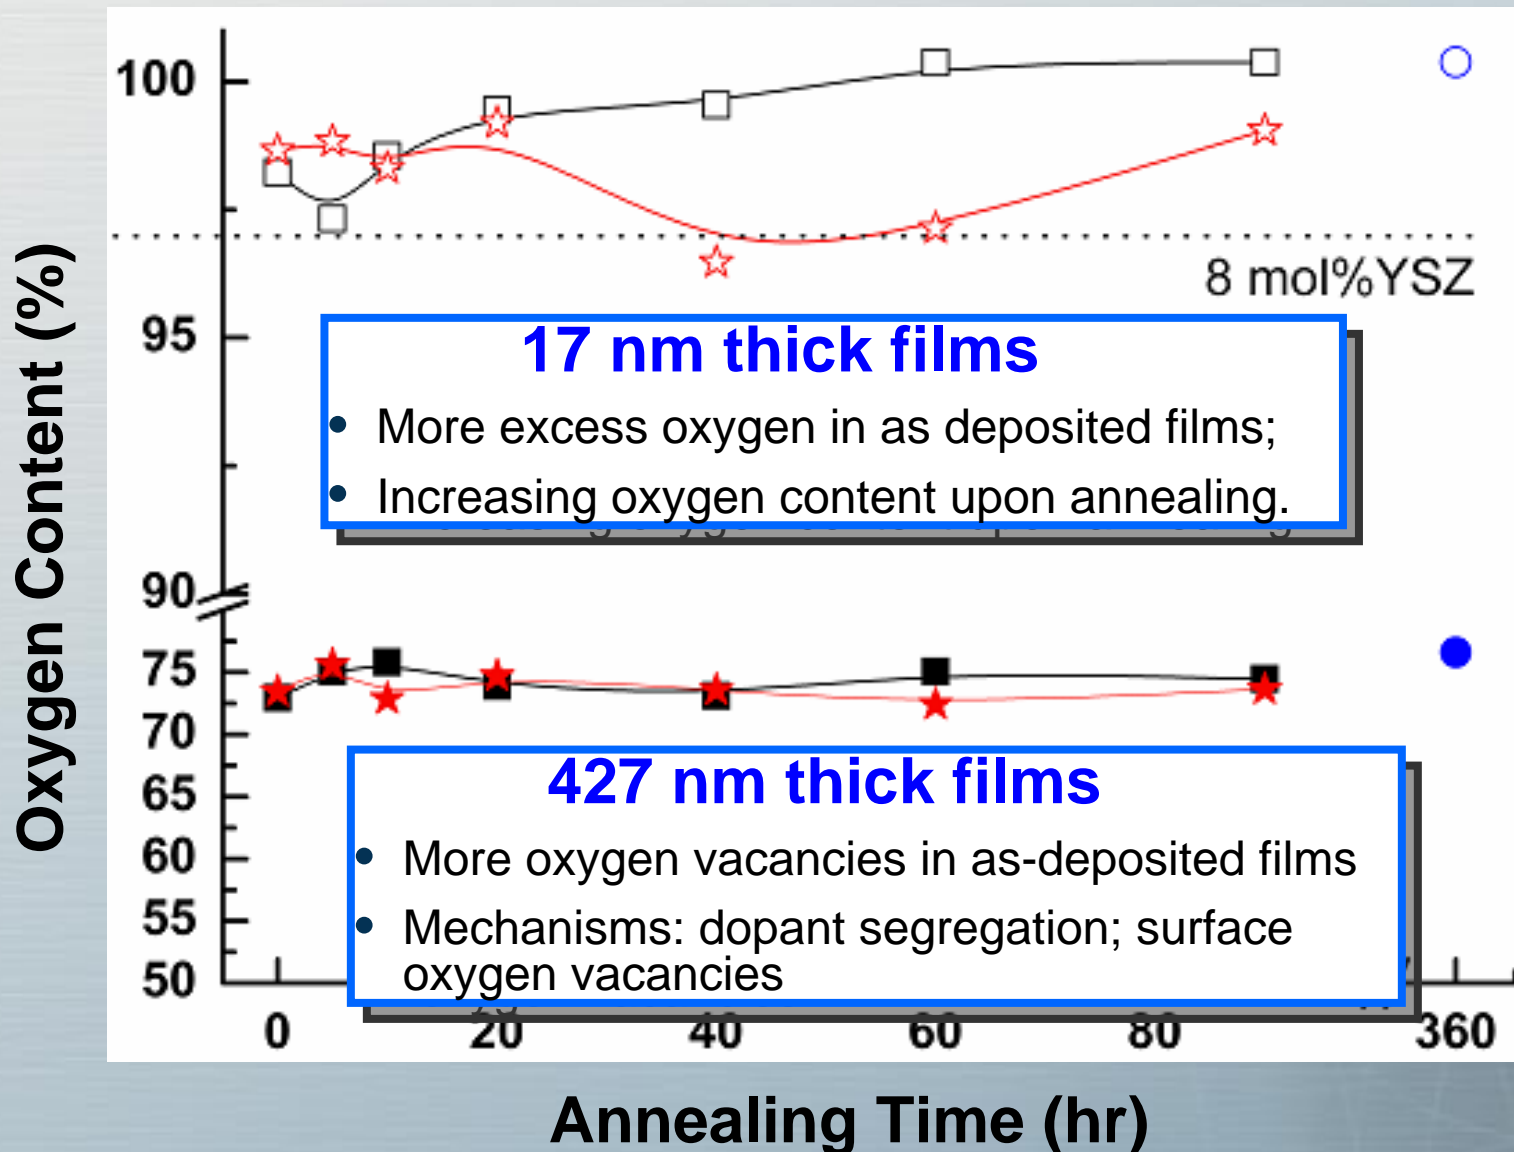 Oxygen Content (%)
100
95
90
75
70
65
60
55
50
8 mol%YSZ
17 nm thick films
• More excess oxygen in as deposited films;
• Increasing oxygen content upon annealing.
427 nm thick films
• More oxygen vacancies in as-deposited films
• Mechanisms: dopant segregation; surface
oxygen vacancies
0 20 40 60 80 360
Annealing Time (hr)